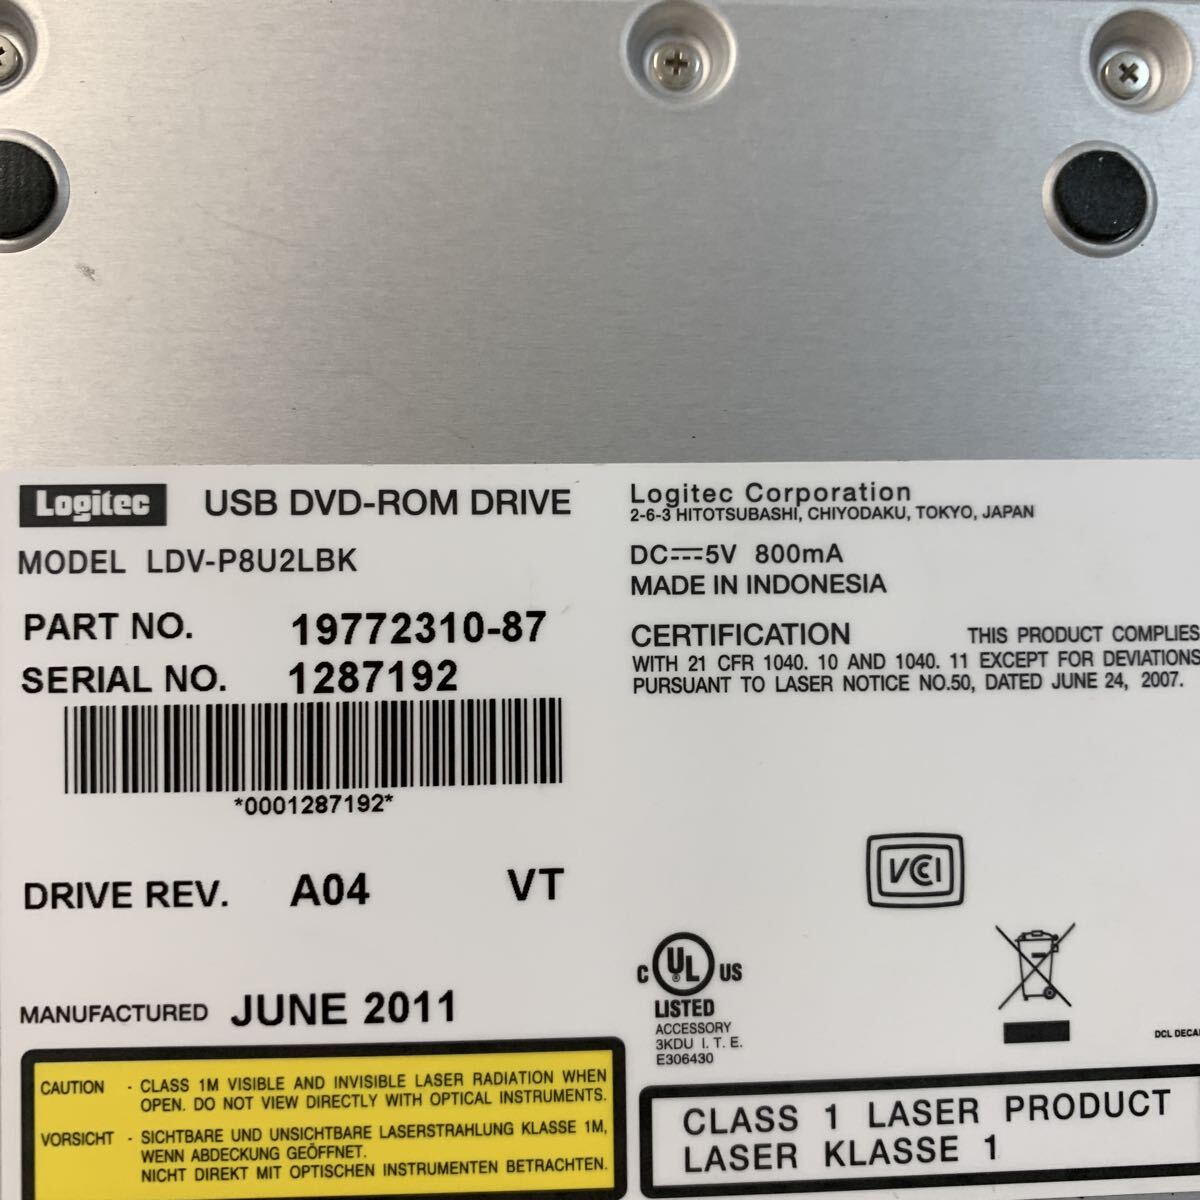 Logitec USB DVD-ROM DRIVE
MODEL LDV-P8U2LBK
PART NO. 19772310-87
SERIAL NO. 1287192
*0001287192*
DRIVE REV. A04 VT
MANUFACTURED JUNE 2011
CAUTION - CLASS 1M VISIBLE AND INVISIBLE LASER RADIATION WHEN
OPEN. DO NOT VIEW DIRECTLY WITH OPTICAL INSTRUMENTS.
VORSICHT - SICHTBARE UND UNSICHTBARE LASERSTRAHLUNG KLASSE 1M,
WENN ABDECKUNG GEÖFFNET.
NICHT DIREKT MIT OPTISCHEN INSTRUMENTEN BETRACHTEN.
Logitec Corporation
2-6-3 HITOTSUBASHI, CHIYODAKU, TOKYO, JAPAN
DC⎓5V 800mA
MADE IN INDONESIA
CERTIFICATION THIS PRODUCT COMPLIES
WITH 21 CFR 1040. 10 AND 1040. 11 EXCEPT FOR DEVIATIONS
PURSUANT TO LASER NOTICE NO.50, DATED JUNE 24, 2007.
VCI
C UL ® US
LISTED
ACCESSORY
3KDU I. T. E.
E306430
DCL DECAL
CLASS 1 LASER PRODUCT
LASER KLASSE 1